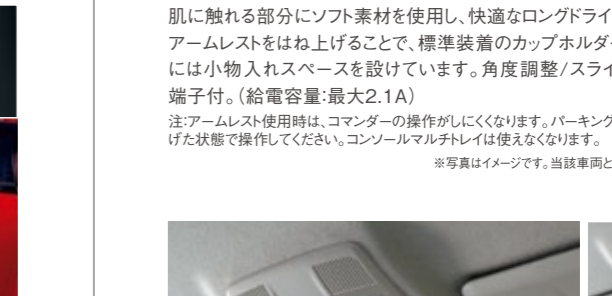 肌に触れる部分にソフト素材を使用し、快適なロングドライ
アームレストをはね上げることで、標準装着のカップホルダ
には小物入れスペースを設けています。角度調整/スライ
端子付。(給電容量:最大2.1A)
注:アームレスト使用時は、コマンダーの操作がしにくくなります。パーキング
げた状態で操作してください。コンソールマルチトレイは使えなくなります。
※写真はイメージです。当該車両と